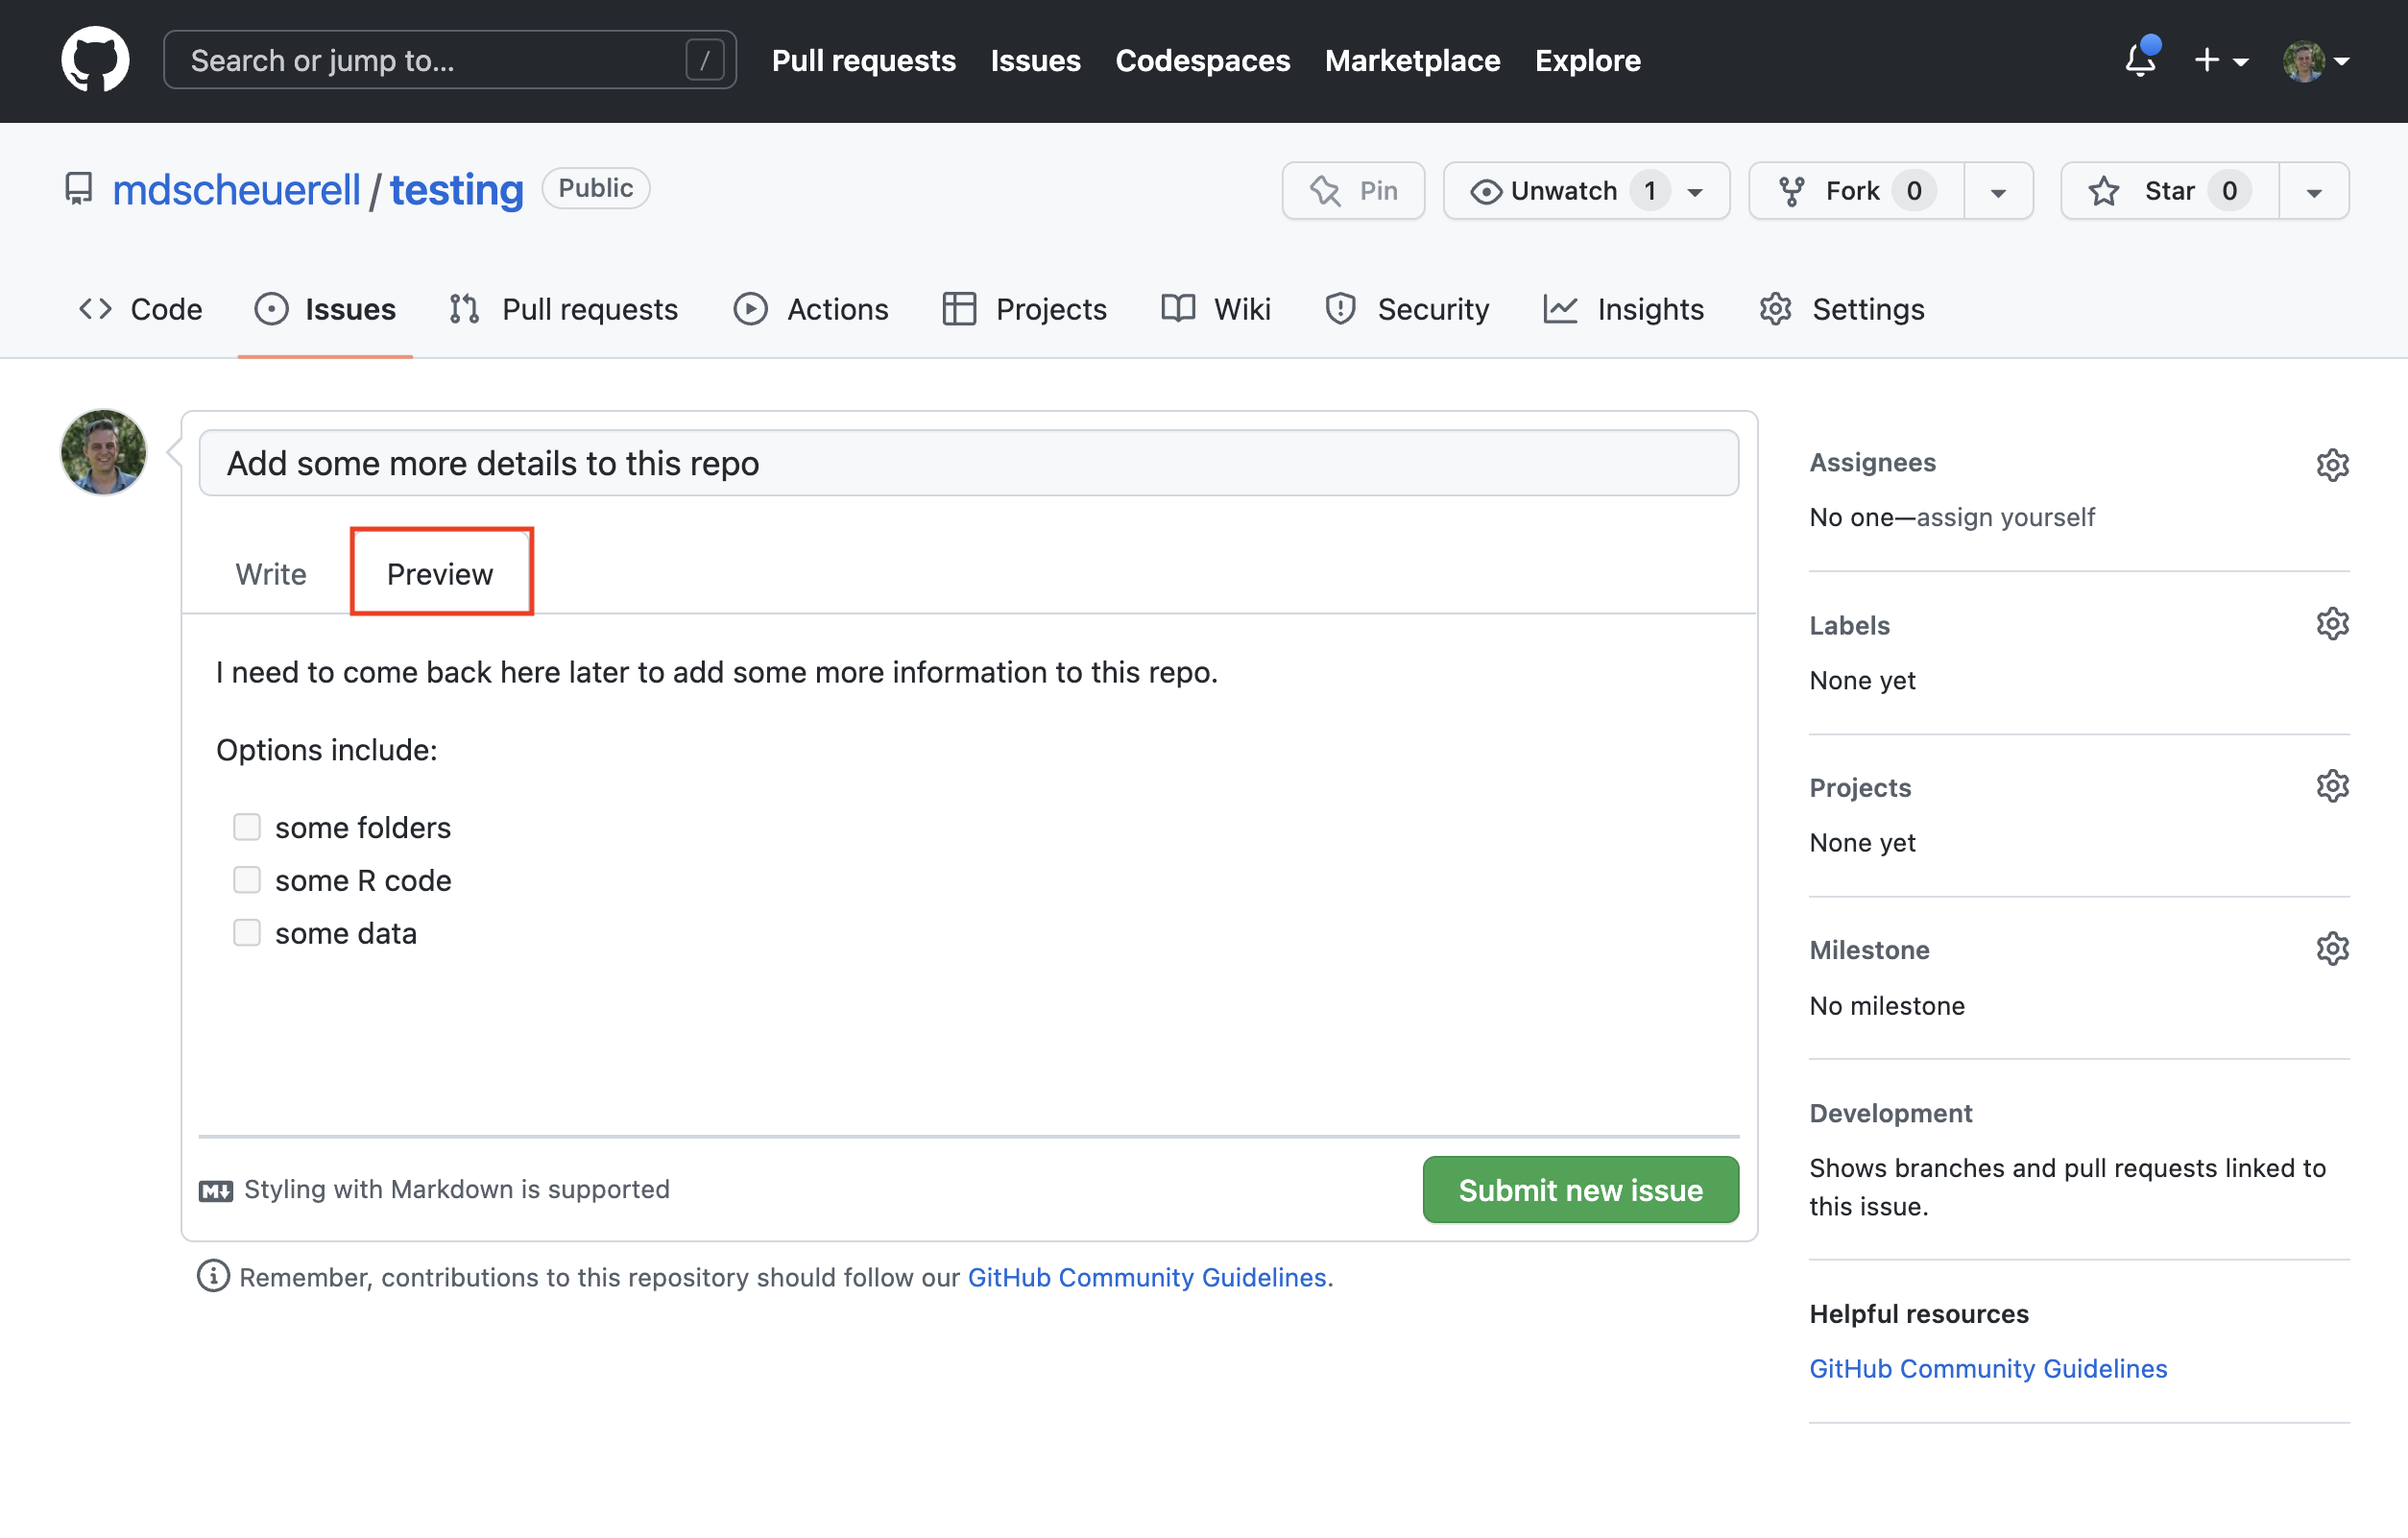 Search or jump to... /
Pull requests Issues Codespaces Marketplace Explore
mdscheuerell / testing Public
Pin Unwatch 1 Fork 0 Star 0
Code Issues Pull requests Actions Projects Wiki Security Insights Settings
Add some more details to this repo
Write Preview
I need to come back here later to add some more information to this repo.
Options include:
some folders
some R code
some data
Styling with Markdown is supported
Submit new issue
Remember, contributions to this repository should follow our GitHub Community Guidelines.
Assignees
No one—assign yourself
Labels
None yet
Projects
None yet
Milestone
No milestone
Development
Shows branches and pull requests linked to
this issue.
Helpful resources
GitHub Community Guidelines